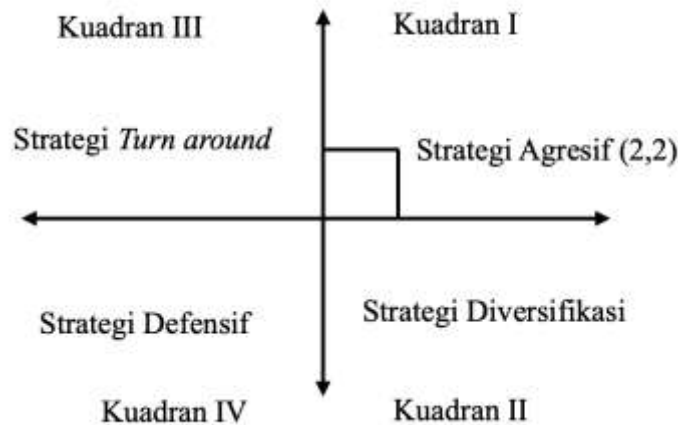 Kuadran III
Kuadran I
Strategi Turn around
Strategi Agresif (2,2)
Strategi Defensif
Strategi Diversifikasi
Kuadran IV
Kuadran II